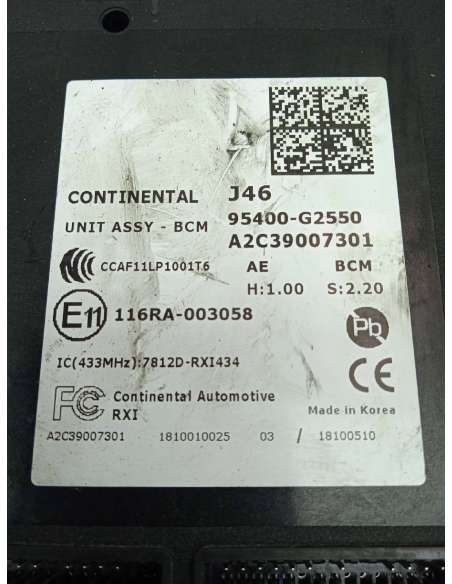 CONTINENTAL J46
UNIT ASSY - BCM 95400-G2550
A2C39007301
CCAF11LP1001T6 AE BCM
H:1.00 S:2.20
E11 116RA-003058 Pb
IC(433MHz):7812D-RXI434
CE
FC Continental Automotive
RXI Made in Korea
A2C39007301 1810010025 03 / 18100510